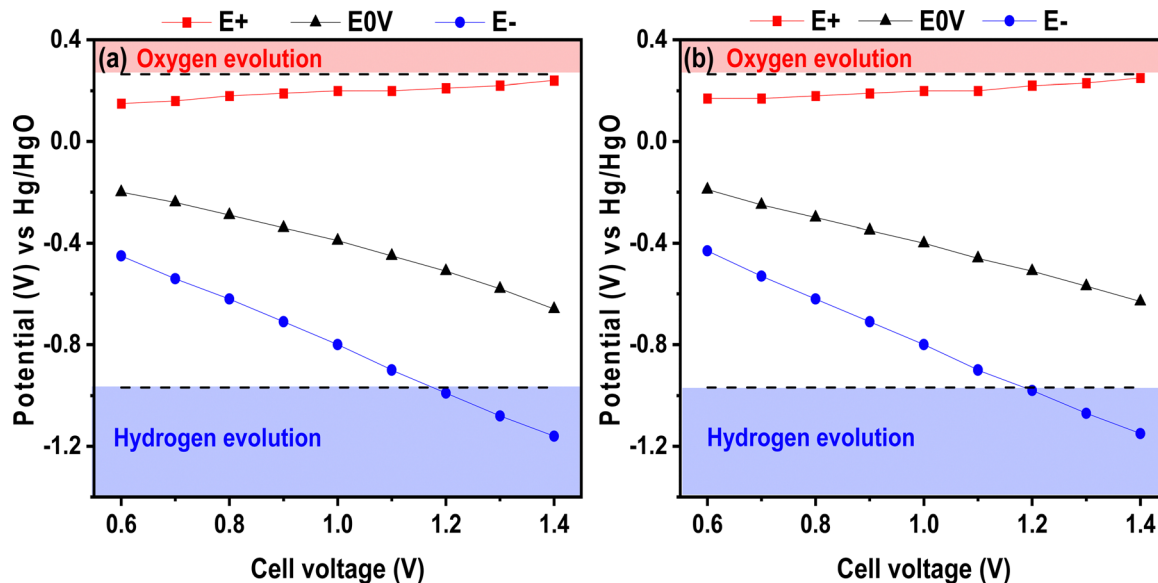 E+ E0V E-
(a) Oxygen evolution
Potential (V) vs Hg/HgO
0.4
0.0
-0.4
-0.8
-1.2
Hydrogen evolution
0.6 0.8 1.0 1.2 1.4
Cell voltage (V)
E+ E0V E-
(b) Oxygen evolution
Potential (V) vs Hg/HgO
0.4
0.0
-0.4
-0.8
-1.2
Hydrogen evolution
0.6 0.8 1.0 1.2 1.4
Cell voltage (V)